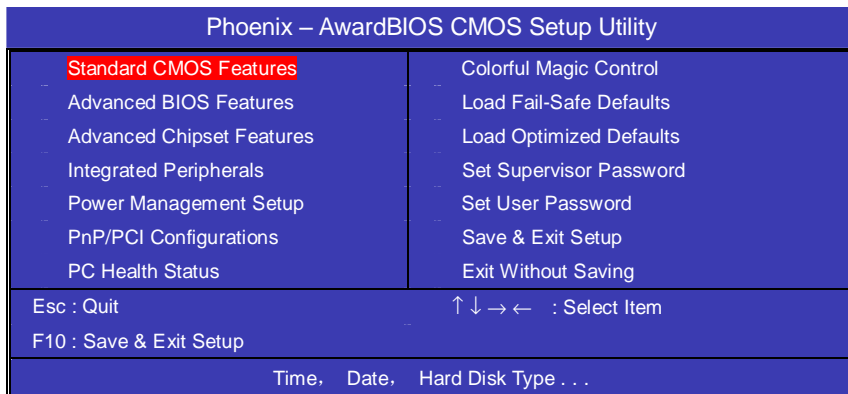 Phoenix – AwardBIOS CMOS Setup Utility
Standard CMOS Features
Advanced BIOS Features
Advanced Chipset Features
Integrated Peripherals
Power Management Setup
PnP/PCI Configurations
PC Health Status
Colorful Magic Control
Load Fail-Safe Defaults
Load Optimized Defaults
Set Supervisor Password
Set User Password
Save & Exit Setup
Exit Without Saving
Esc : Quit
↑↓→← : Select Item
F10 : Save & Exit Setup
Time， Date， Hard Disk Type . . .